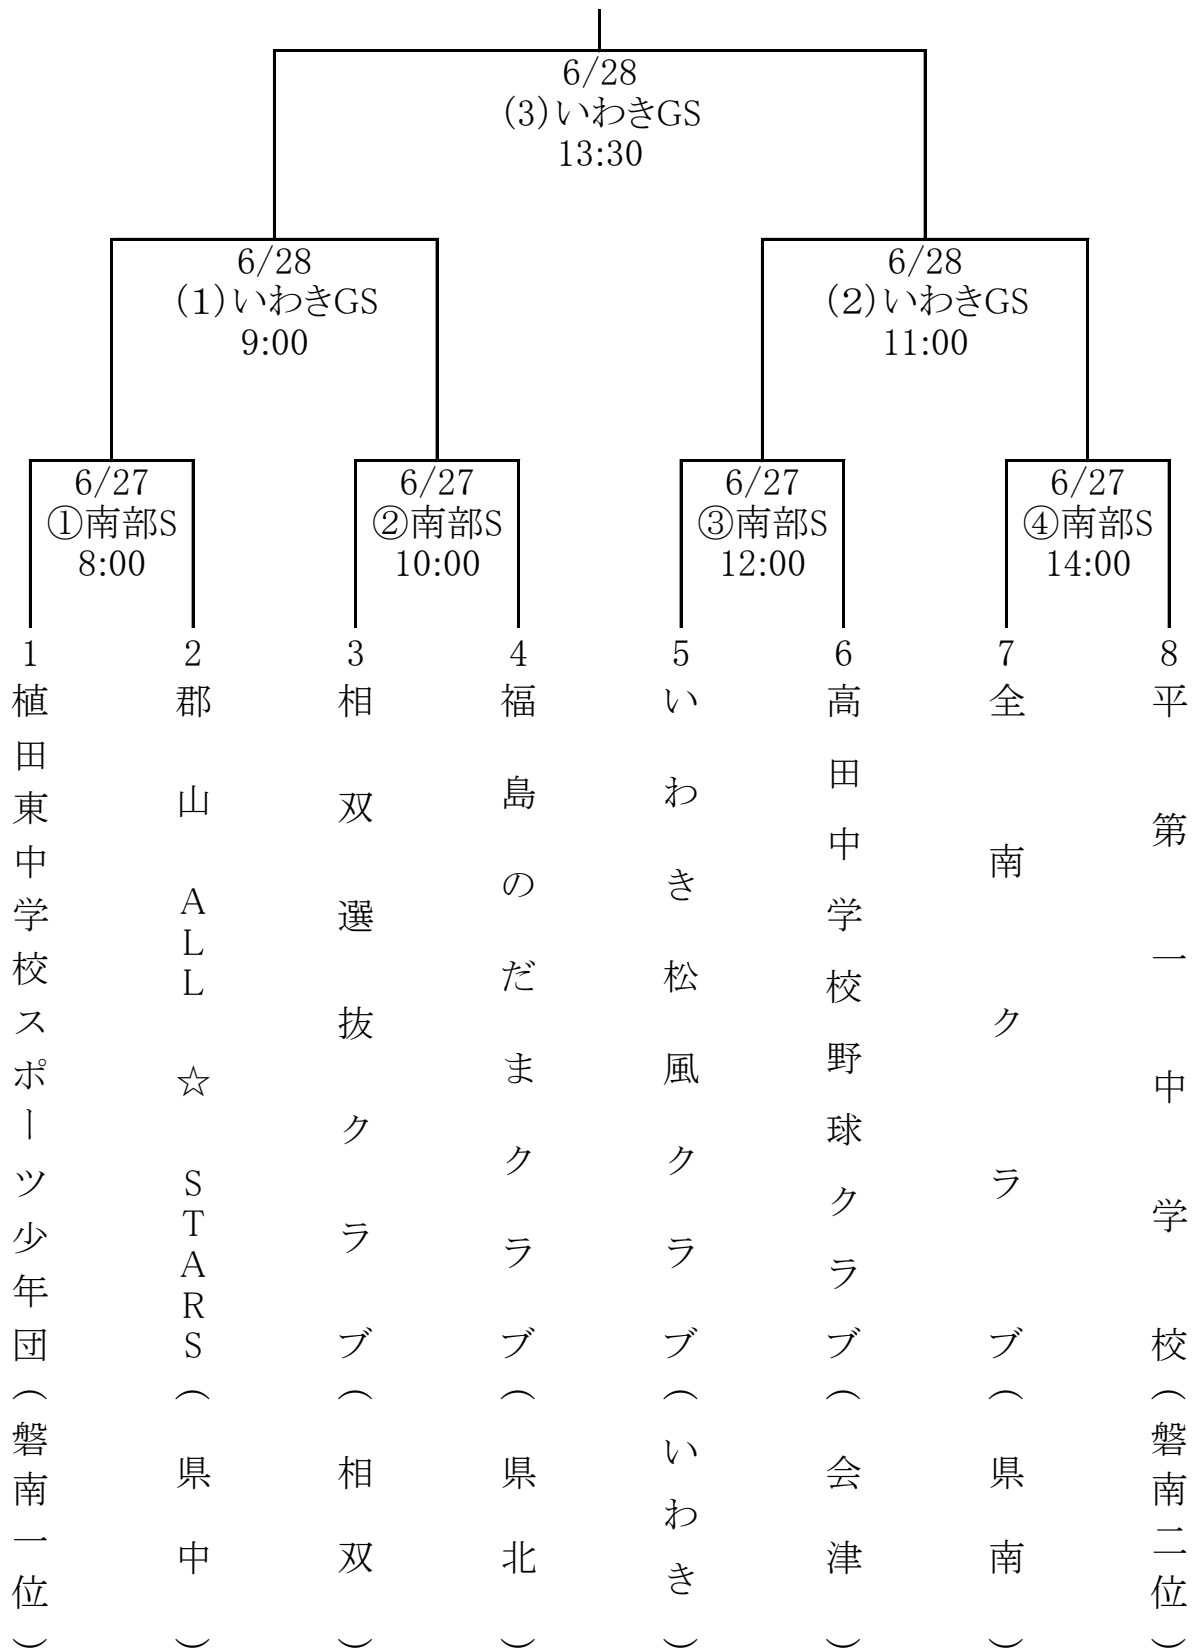 6/28
(3)いわきGS
13:30
6/28
(1)いわきGS
9:00
6/28
(2)いわきGS
11:00
6/27
①南部S
8:00
6/27
②南部S
10:00
6/27
③南部S
12:00
6/27
④南部S
14:00
1
植田東中学校スポーツ少年団(磐南一位)
2
郡山ALL☆STARS(県中)
3
相双選抜クラブ(相双)
4
福島のだまクラブ(県北)
5
いわき松風クラブ(いわき)
6
高田中学校野球クラブ(会津)
7
全南クラブ(県南)
8
平第一中学校(磐南二位)